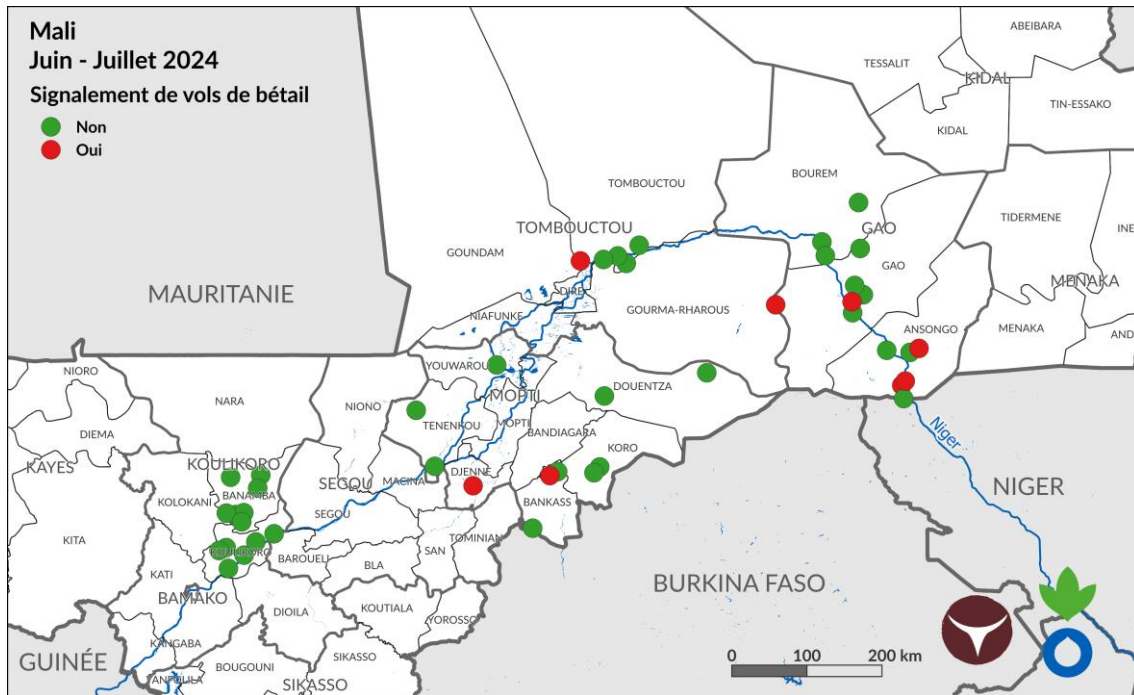 Mali
Juin - Juillet 2024
Signalement de vols de bétail
Non
Oui
ABEIBARA
TESSALIT
KIDAL
TIN-ESSAKO
KIDAL
BOUREM
TOMBOUCTOU
TIDERMENE
TOMBOUCTOU
GAO
INE
GOUNDAM
GAO
MENAKA
MAURITANIE
DIRE
GOURMA-RHAROUS
NIAFUNKE
ANSONGO
MENAKA
AND
YOUWAROU
NIORO
DOUENTZA
MOPTI
NARA
NIONO
TENENKOU
MOPTI
BANDIAGARA
Niger
DIEMA
KORO
KAYES
KOULIKORO
DJENNE
SEGOU
MACINA
NIGER
KOLOKANI
BANAMBA
BANKASS
SEGOU
KITA
TOMINIAN
KOULIKORO
SAN
BAROUELI
BLA
KATI
BURKINA FASO
BAMAKO
DIOILA
KOUTIALA
YOROSSO
KANGABA
GUINÉE
SIKASSO
BOUGOUNI
SIKASSO
0 100 200 km